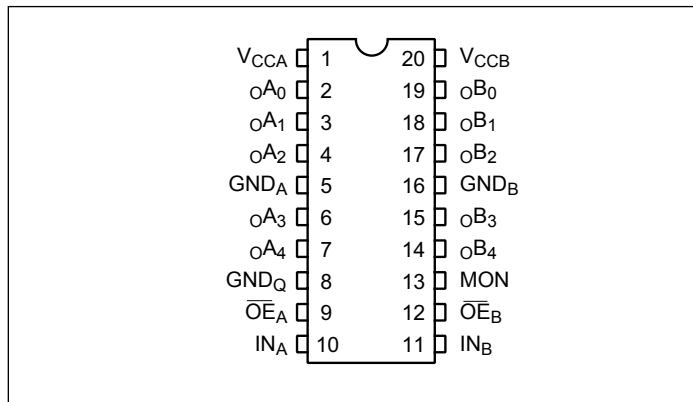 VCCA 1 20 VCCB
OA0 2 19 OB0
OA1 3 18 OB1
OA2 4 17 OB2
GNDA 5 16 GNDB
OA3 6 15 OB3
OA4 7 14 OB4
GNDQ 8 13 MON
O̅E̅A 9 12 O̅E̅B
INA 10 11 INB